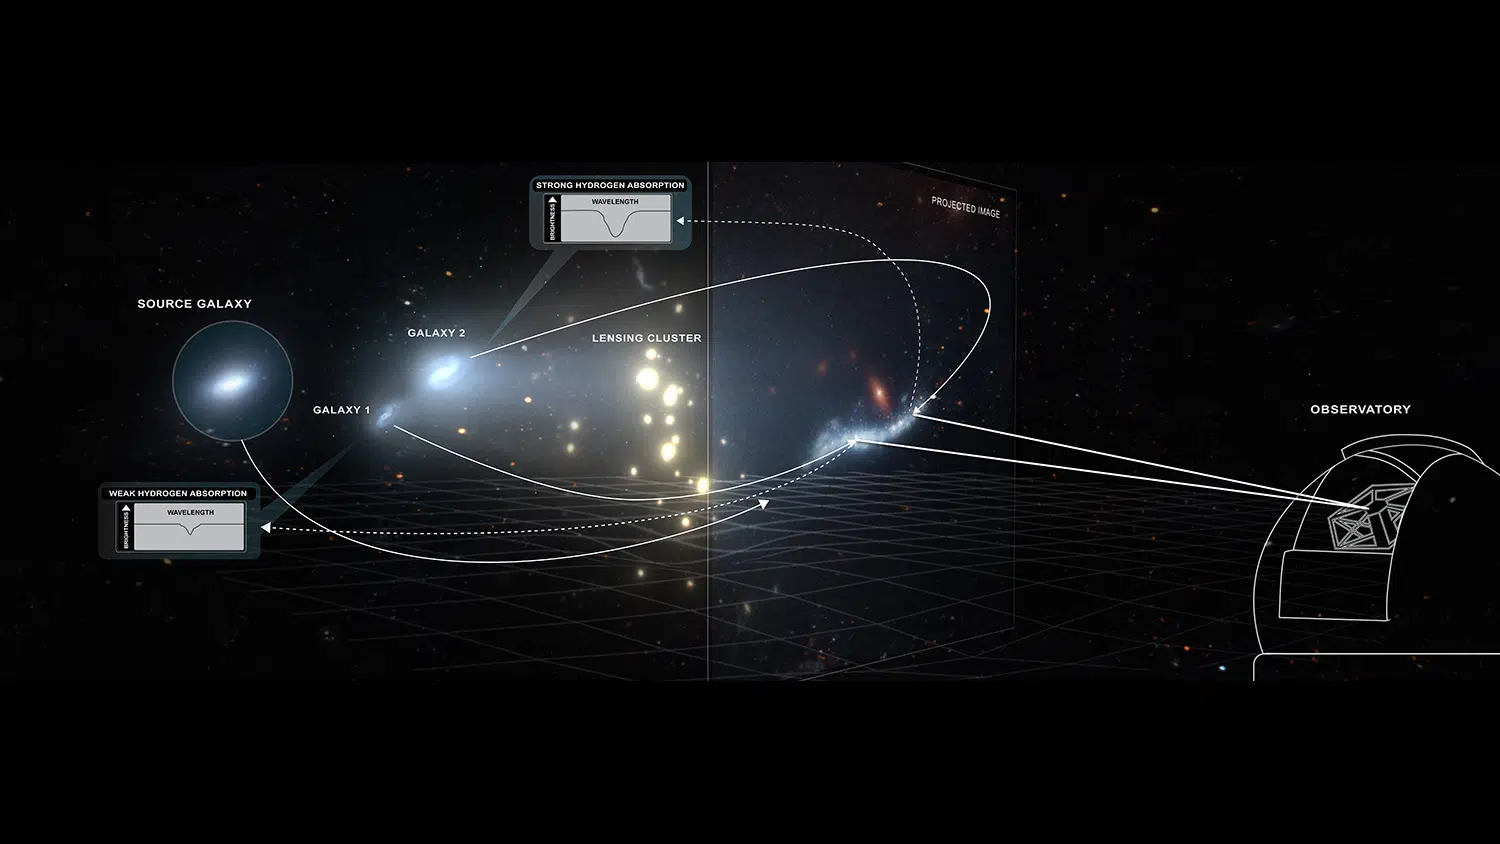 STRONG HYDROGEN ABSORPTION
WAVELENGTH
BRIGHTNESS
PROJECTED IMAGE
SOURCE GALAXY
GALAXY 2
LENSING CLUSTER
GALAXY 1
OBSERVATORY
WEAK HYDROGEN ABSORPTION
WAVELENGTH
BRIGHTNESS